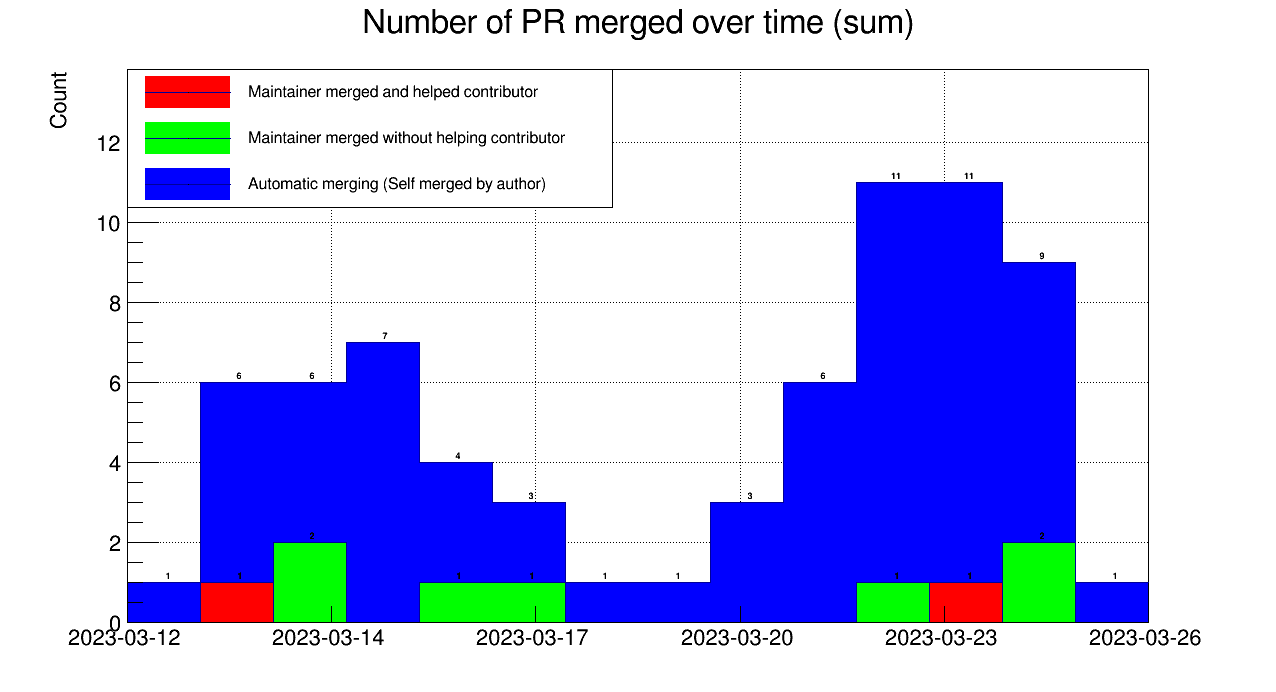 Number of PR merged over time (sum)
Count
Maintainer merged and helped contributor
Maintainer merged without helping contributor
Automatic merging (Self merged by author)
12
10
8
6
4
2
0
11 11
9
7
6 6 6
4
3 3
2 2
1 1 1 1 1 1 1 1 1
2023-03-12 2023-03-14 2023-03-17 2023-03-20 2023-03-23 2023-03-26